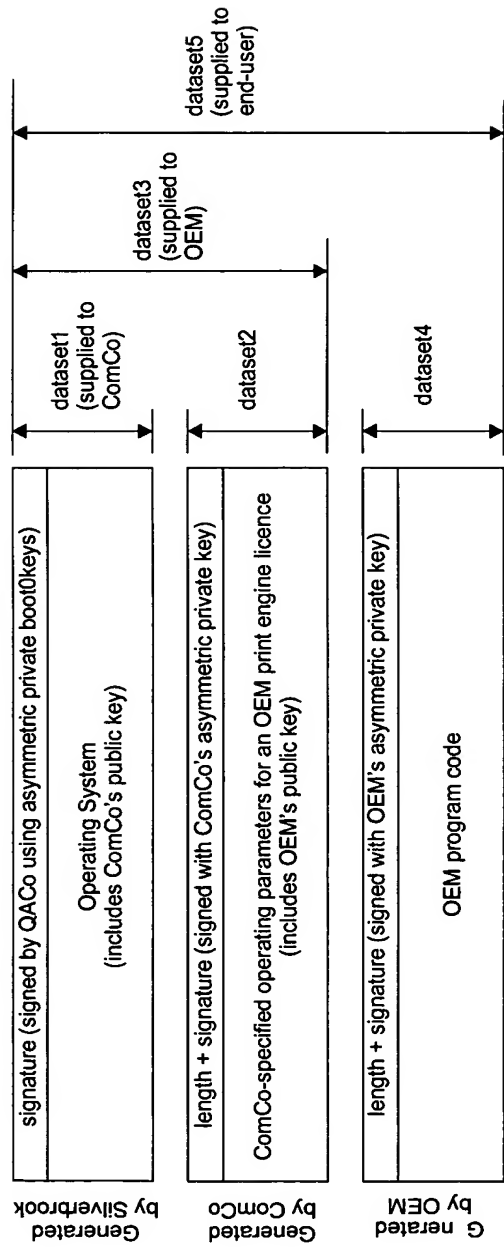 Generated
by Silverbrook
signature (signed by QACo using asymmetric private boot0keys)
Operating System
(includes ComCo's public key)
dataset1
(supplied to
ComCo)
Generated
by ComCo
length + signature (signed with ComCo's asymmetric private key)
ComCo-specified operating parameters for an OEM print engine licence
(includes OEM's public key)
dataset2
dataset3
(supplied to
OEM)
G nerated
by OEM
length + signature (signed with OEM's asymmetric private key)
OEM program code
dataset4
dataset5
(supplied to
end-user)